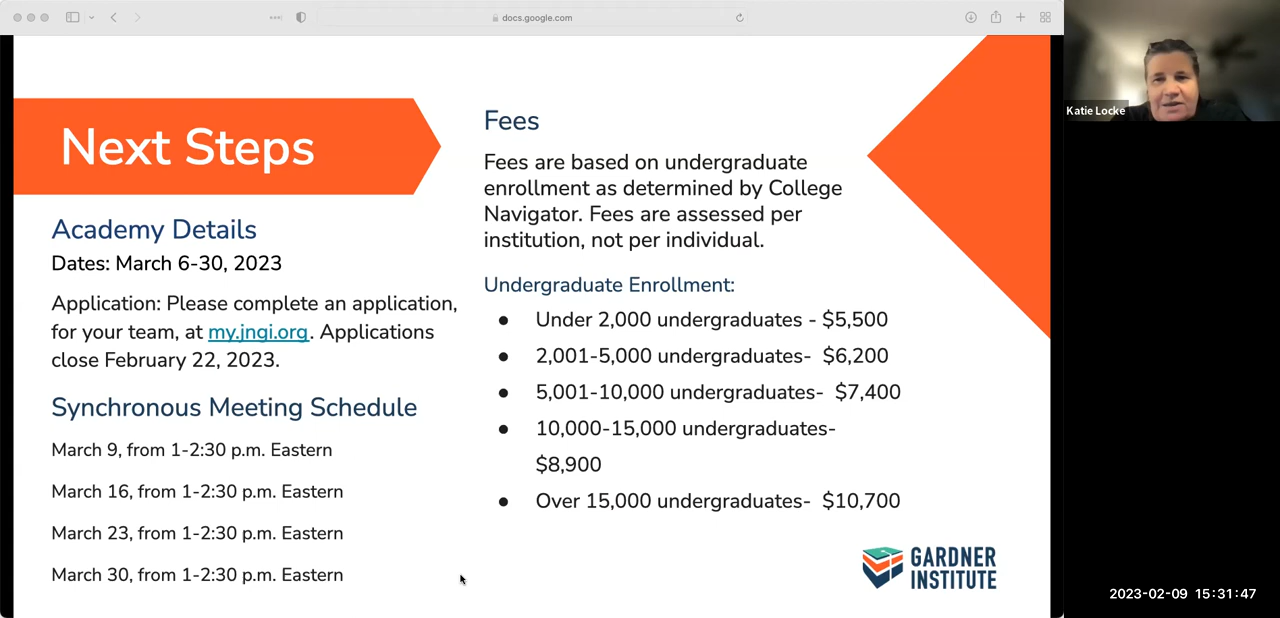 docs.google.com
Next Steps
Academy Details
Dates: March 6-30, 2023
Application: Please complete an application,
for your team, at my.jngi.org. Applications
close February 22, 2023.
Synchronous Meeting Schedule
March 9, from 1-2:30 p.m. Eastern
March 16, from 1-2:30 p.m. Eastern
March 23, from 1-2:30 p.m. Eastern
March 30, from 1-2:30 p.m. Eastern
Fees
Fees are based on undergraduate
enrollment as determined by College
Navigator. Fees are assessed per
institution, not per individual.
Undergraduate Enrollment:
● Under 2,000 undergraduates - $5,500
● 2,001-5,000 undergraduates-  $6,200
● 5,001-10,000 undergraduates-  $7,400
● 10,000-15,000 undergraduates-
$8,900
● Over 15,000 undergraduates-  $10,700
GARDNER
INSTITUTE
Katie Locke
2023-02-09 15:31:47